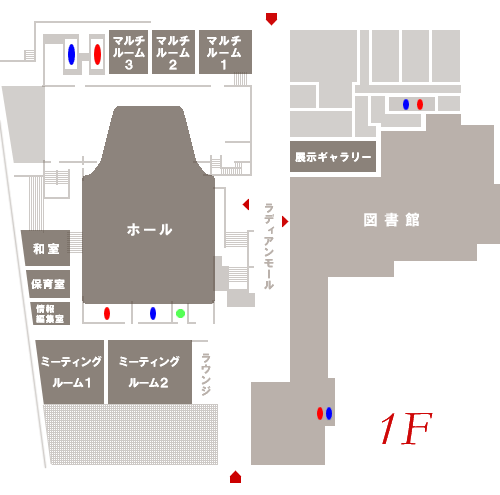 マルチ
ルーム
3
マルチ
ルーム
2
マルチ
ルーム
1
展示ギャラリー
ホール
図書館
ラディアンモール
和室
保育室
情報
編集室
ミーティング
ルーム1
ミーティング
ルーム2
ラウンジ
1F